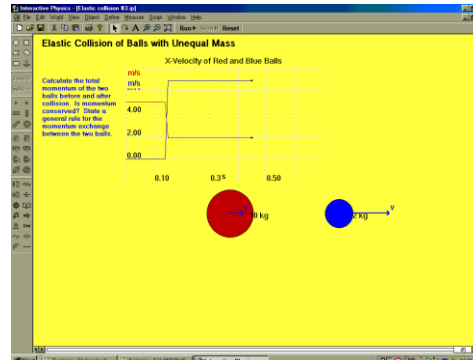 Interactive Physics - [Elastic collision #3.ip]
File Edit World View Object Define Measure Script Window Help
Run Reset
Elastic Collision of Balls with Unequal Mass
X-Velocity of Red and Blue Balls
m/s
m/s
Calculate the total
momentum of the two
balls before and after
collision. Is momentum
conserved? State a
general rule for the
momentum exchange
between the two balls.
4.00
2.00
0.00
0.10 0.3 s 0.50
V
V
0 kg
2 kg